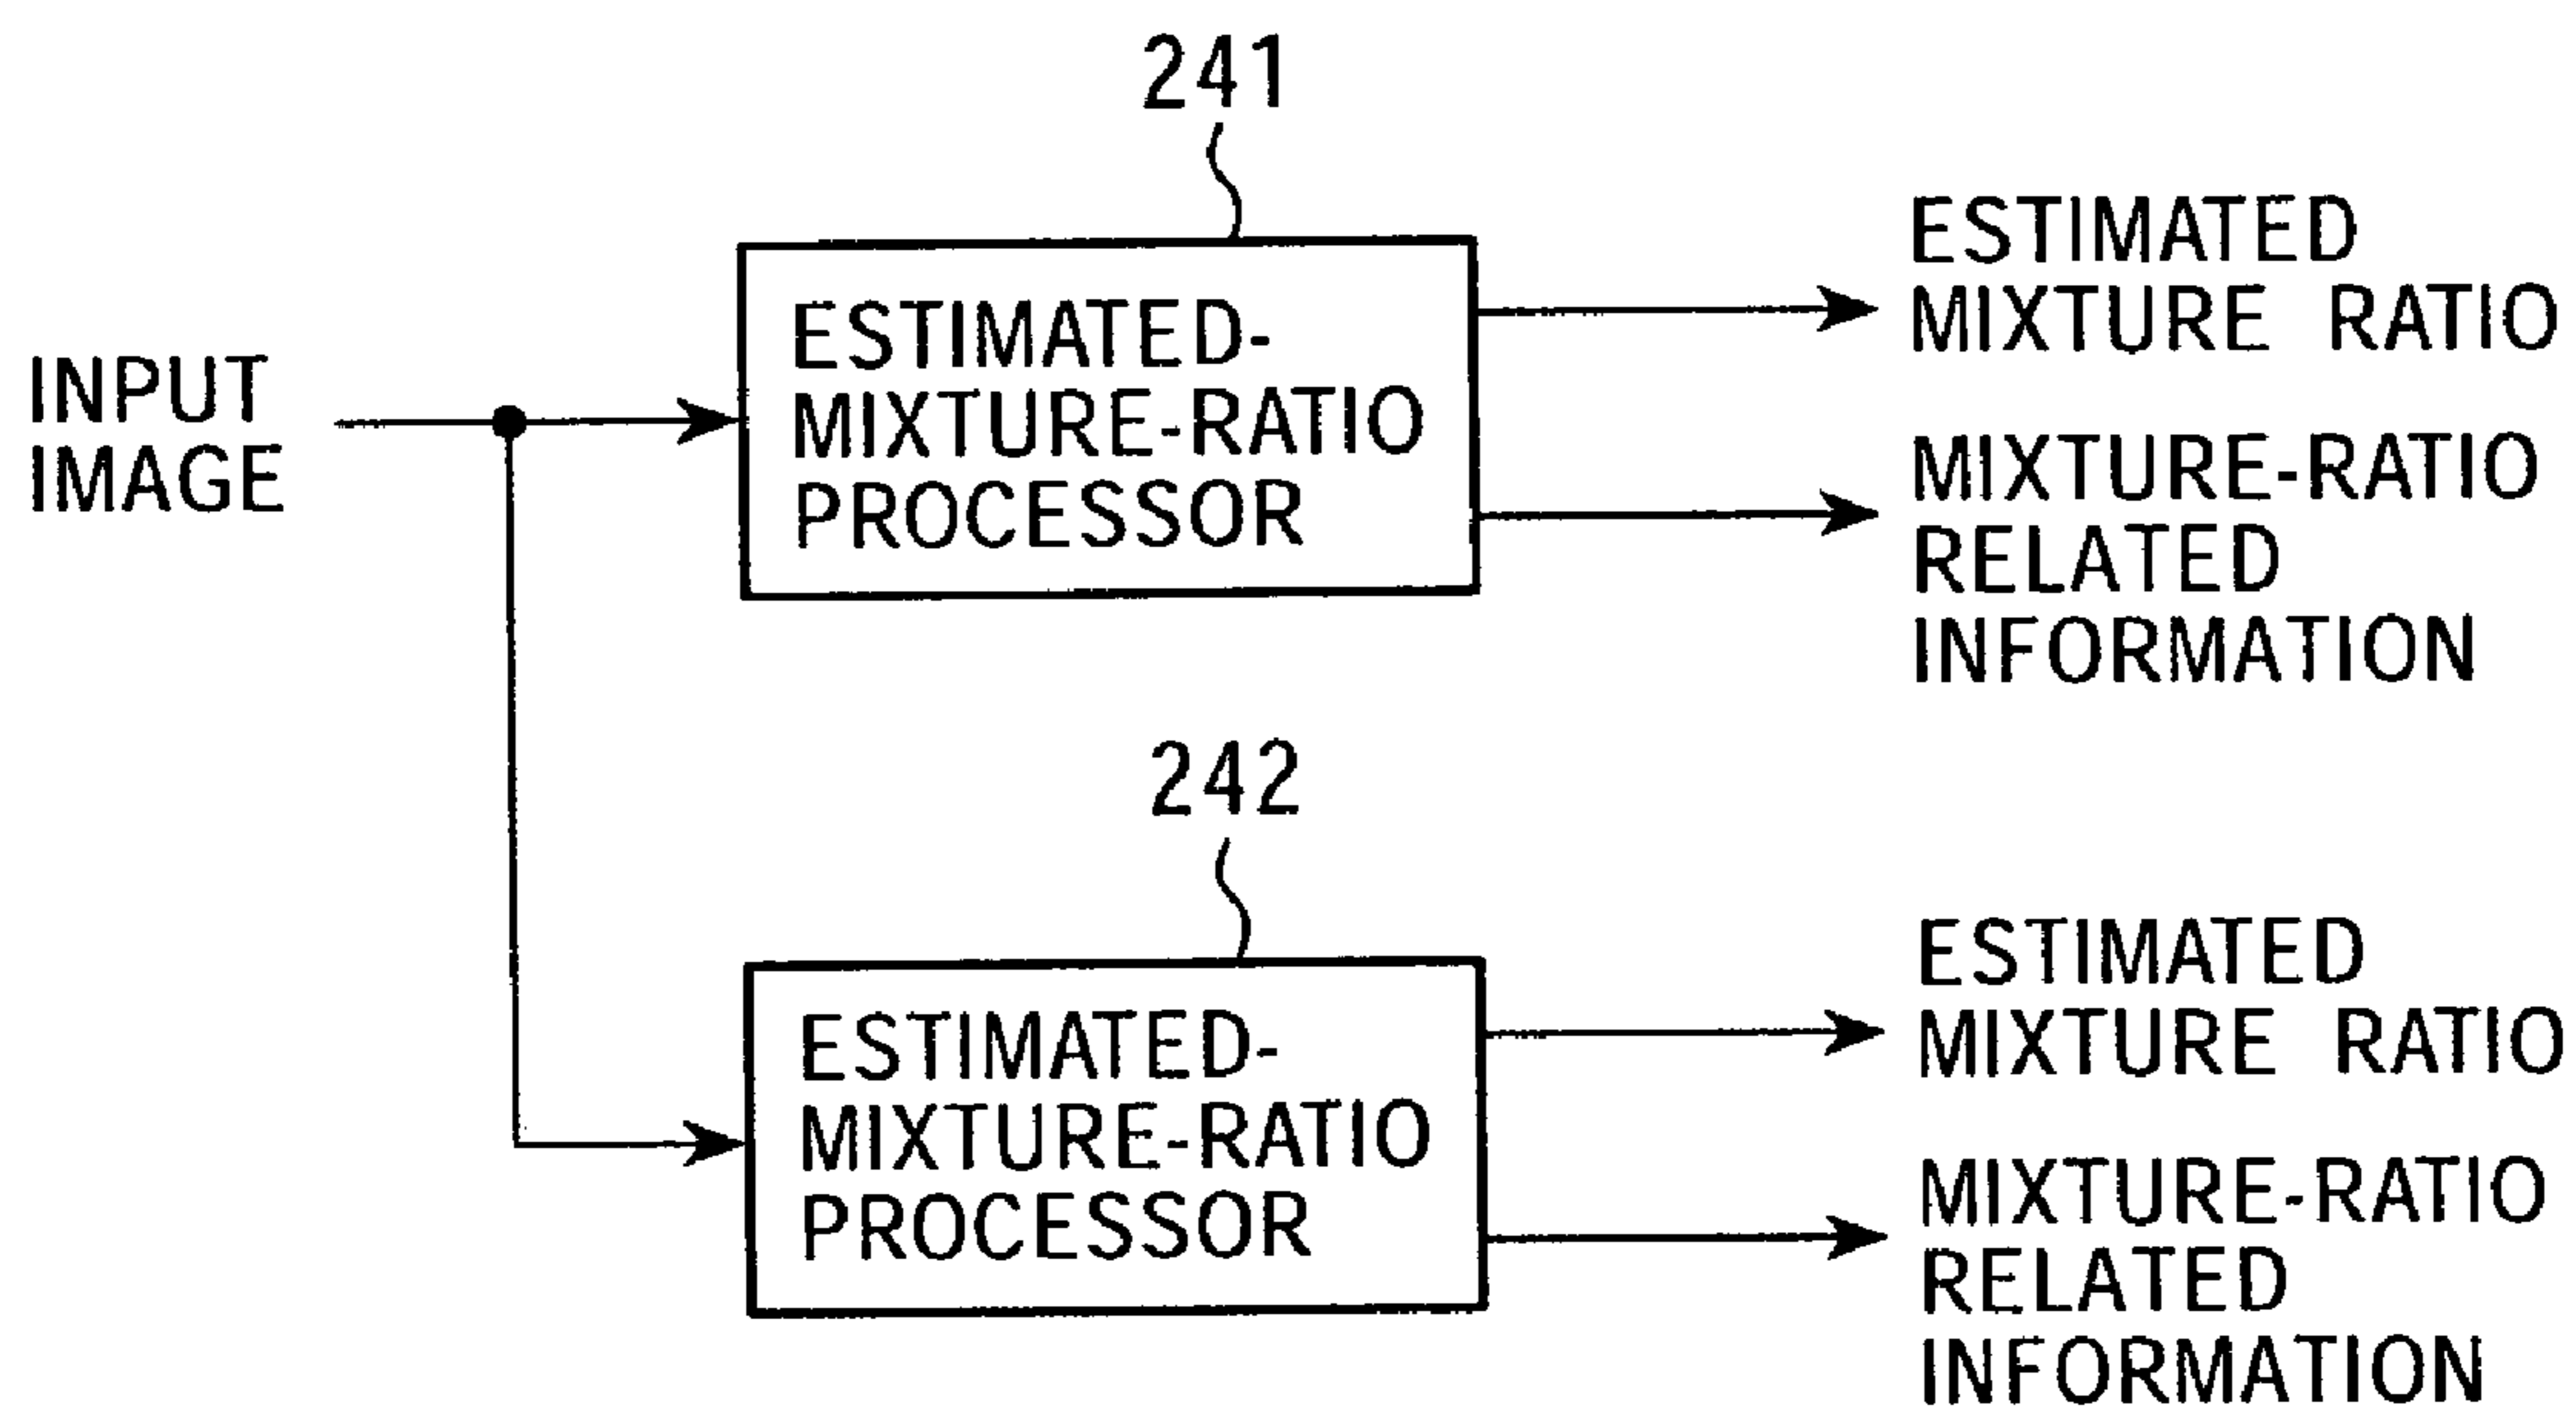 241
INPUT
IMAGE
ESTIMATED-
MIXTURE-RATIO
PROCESSOR
ESTIMATED
MIXTURE RATIO
MIXTURE-RATIO
RELATED
INFORMATION
242
ESTIMATED-
MIXTURE-RATIO
PROCESSOR
ESTIMATED
MIXTURE RATIO
MIXTURE-RATIO
RELATED
INFORMATION